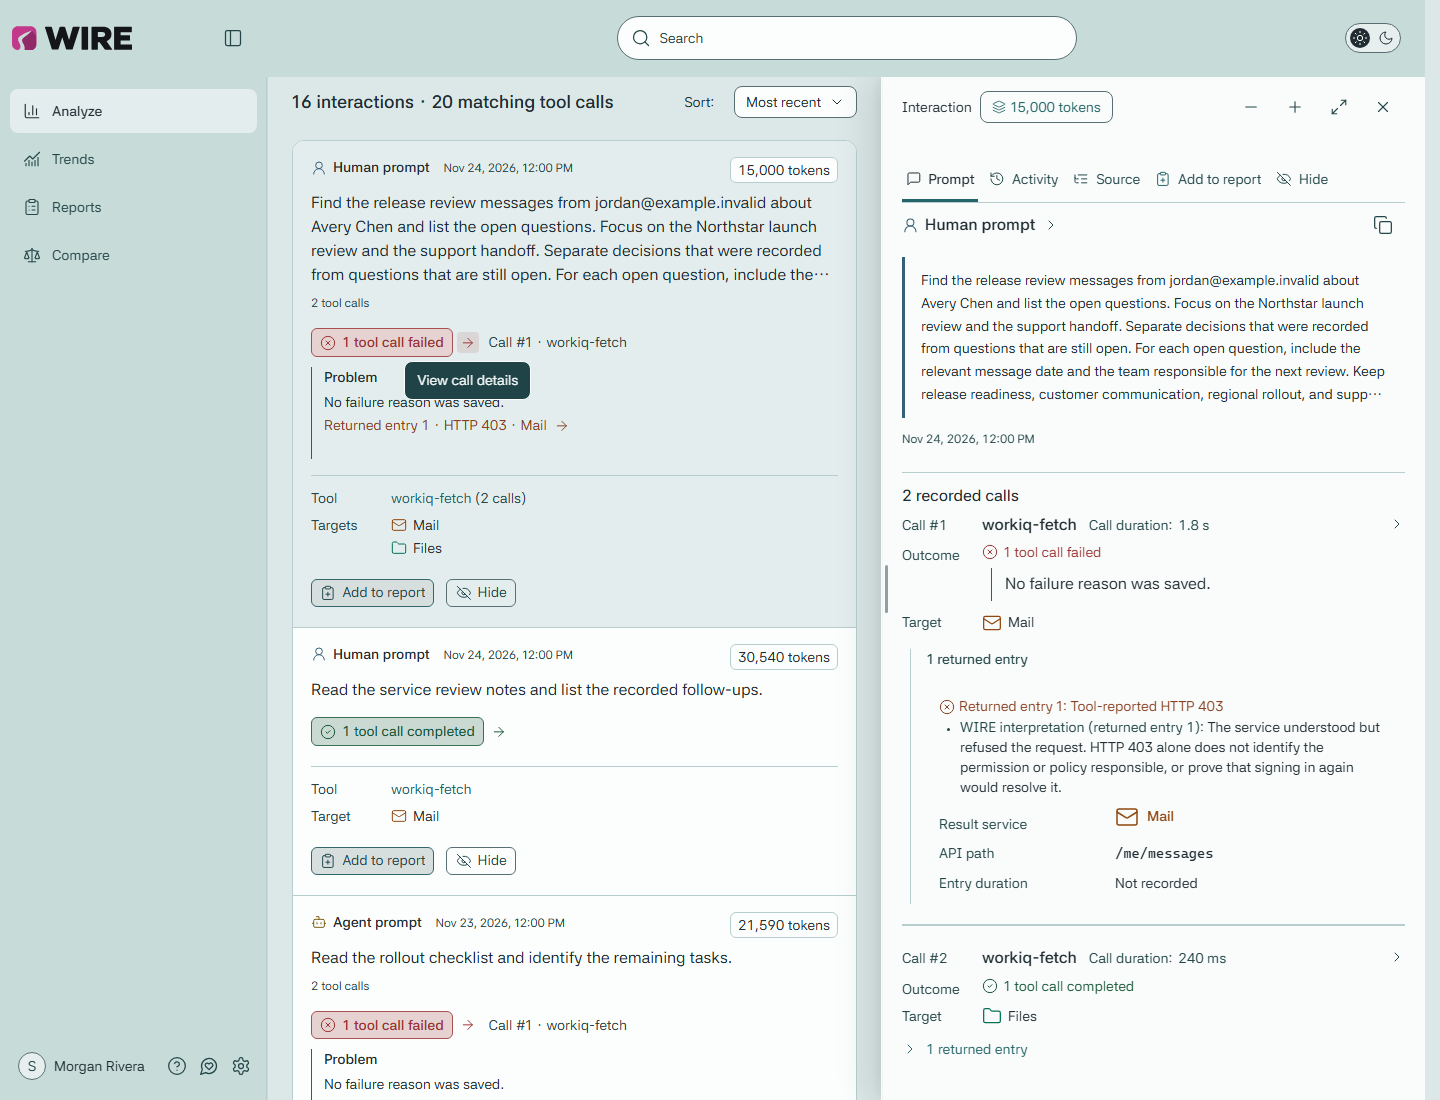 WIRE
Search
Analyze
Trends
Reports
Compare
S
Morgan Rivera
16 interactions · 20 matching tool calls
Sort:
Most recent
Human prompt
Nov 24, 2026, 12:00 PM
15,000 tokens
Find the release review messages from jordan@example.invalid about
Avery Chen and list the open questions. Focus on the Northstar launch
review and the support handoff. Separate decisions that were recorded
from questions that are still open. For each open question, include the…
2 tool calls
1 tool call failed
Call #1 · workiq-fetch
Problem
View call details
No failure reason was saved.
Returned entry 1 · HTTP 403 · Mail
Tool
workiq-fetch (2 calls)
Targets
Mail
Files
Add to report
Hide
Human prompt
Nov 24, 2026, 12:00 PM
30,540 tokens
Read the service review notes and list the recorded follow-ups.
1 tool call completed
Tool
workiq-fetch
Target
Mail
Add to report
Hide
Agent prompt
Nov 23, 2026, 12:00 PM
21,590 tokens
Read the rollout checklist and identify the remaining tasks.
2 tool calls
1 tool call failed
Call #1 · workiq-fetch
Problem
No failure reason was saved.
Interaction
15,000 tokens
Prompt
Activity
Source
Add to report
Hide
Human prompt
Find the release review messages from jordan@example.invalid about
Avery Chen and list the open questions. Focus on the Northstar launch
review and the support handoff. Separate decisions that were recorded
from questions that are still open. For each open question, include the
relevant message date and the team responsible for the next review. Keep
release readiness, customer communication, regional rollout, and supp…
Nov 24, 2026, 12:00 PM
2 recorded calls
Call #1
workiq-fetch
Call duration: 1.8 s
Outcome
1 tool call failed
No failure reason was saved.
Target
Mail
1 returned entry
Returned entry 1: Tool-reported HTTP 403
• WIRE interpretation (returned entry 1): The service understood but
refused the request. HTTP 403 alone does not identify the
permission or policy responsible, or prove that signing in again
would resolve it.
Result service
Mail
API path
/me/messages
Entry duration
Not recorded
Call #2
workiq-fetch
Call duration: 240 ms
Outcome
1 tool call completed
Target
Files
1 returned entry